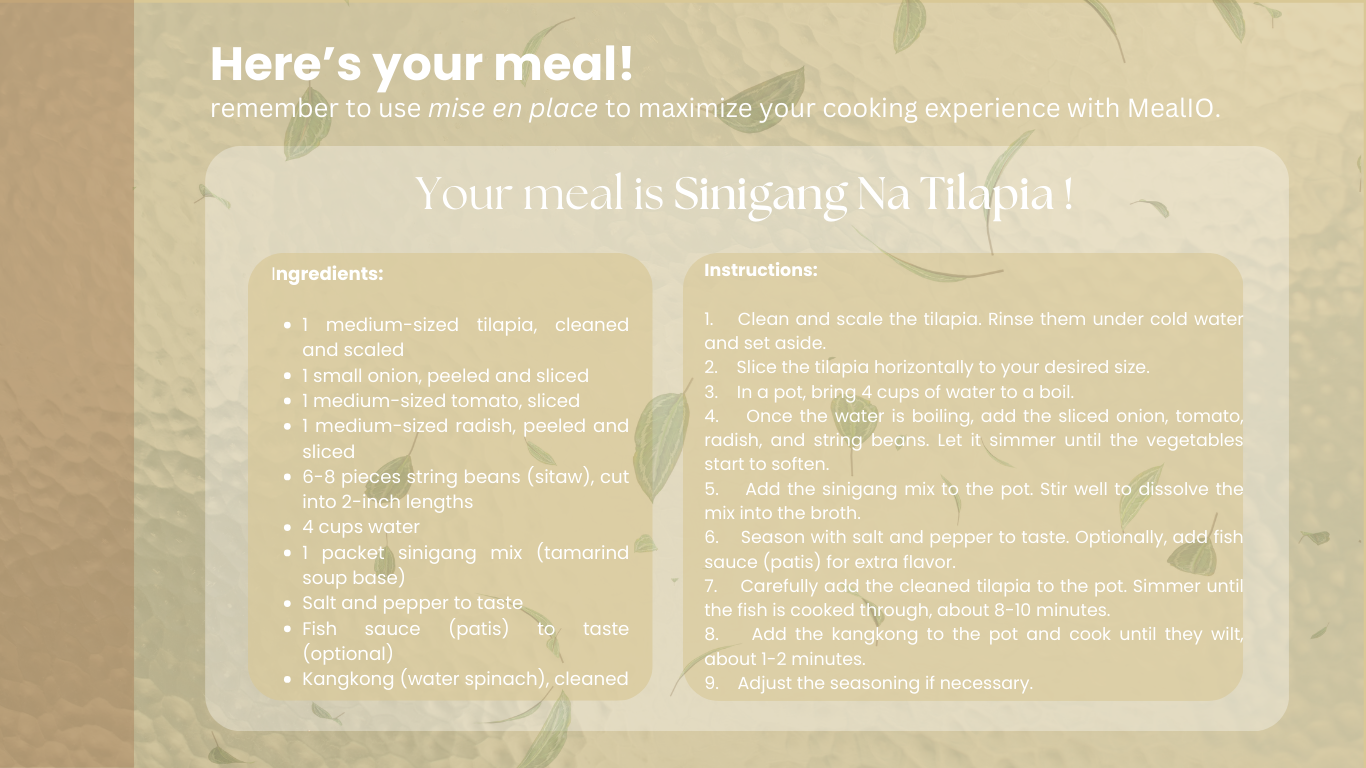 Here's your meal!
remember to use mise en place to maximize your cooking experience with MealIO.
Your meal is Sinigang Na Tilapia !
Ingredients:
• 1 medium-sized tilapia, cleaned
and scaled
• 1 small onion, peeled and sliced
• 1 medium-sized tomato, sliced
• 1 medium-sized radish, peeled and
sliced
• 6-8 pieces string beans (sitaw), cut
into 2-inch lengths
• 4 cups water
• 1 packet sinigang mix (tamarind
soup base)
• Salt and pepper to taste
• Fish sauce (patis) to taste
(optional)
• Kangkong (water spinach), cleaned
Instructions:
1. Clean and scale the tilapia. Rinse them under cold water
and set aside.
2. Slice the tilapia horizontally to your desired size.
3. In a pot, bring 4 cups of water to a boil.
4. Once the water is boiling, add the sliced onion, tomato,
radish, and string beans. Let it simmer until the vegetables
start to soften.
5. Add the sinigang mix to the pot. Stir well to dissolve the
mix into the broth.
6. Season with salt and pepper to taste. Optionally, add fish
sauce (patis) for extra flavor.
7. Carefully add the cleaned tilapia to the pot. Simmer until
the fish is cooked through, about 8-10 minutes.
8. Add the kangkong to the pot and cook until they wilt,
about 1-2 minutes.
9. Adjust the seasoning if necessary.